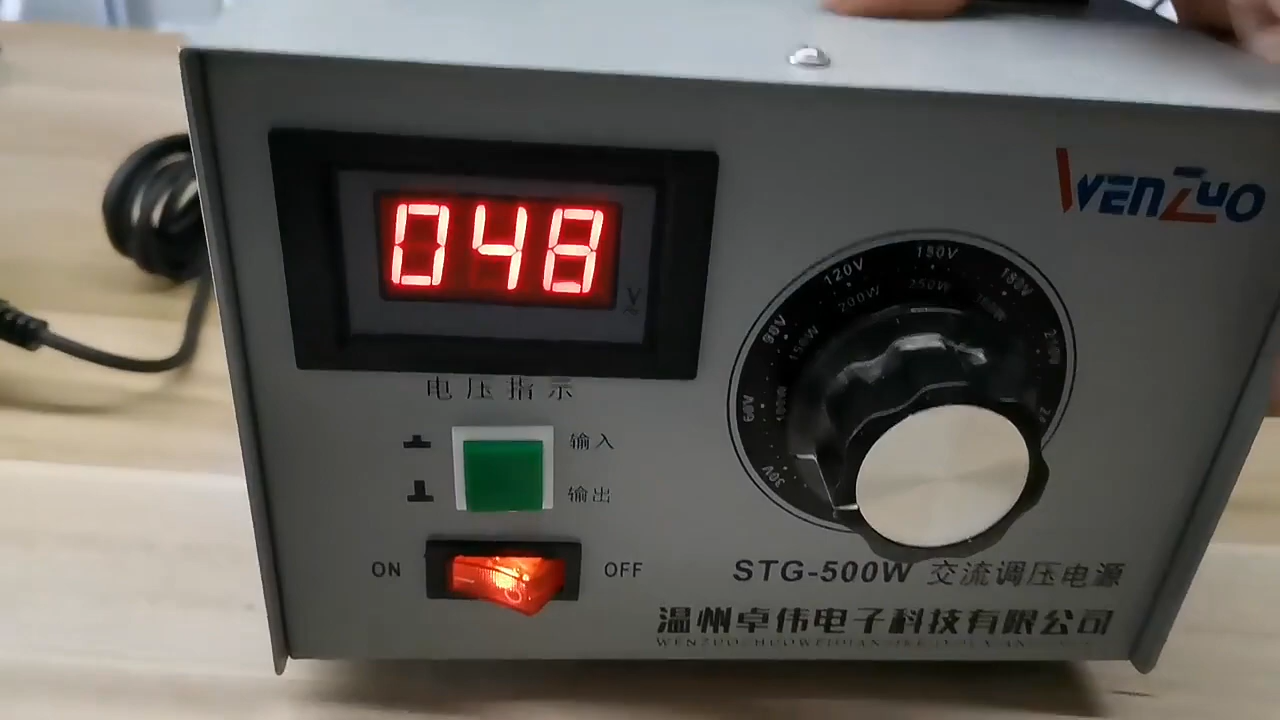 WENZUO
048
V
150V
120V
180V
90V
60V
30V
200W
250W
150W
100W
电压指示
输入
输出
ON
OFF
STG-500W 交流调压电源
温州卓伟电子科技有限公司